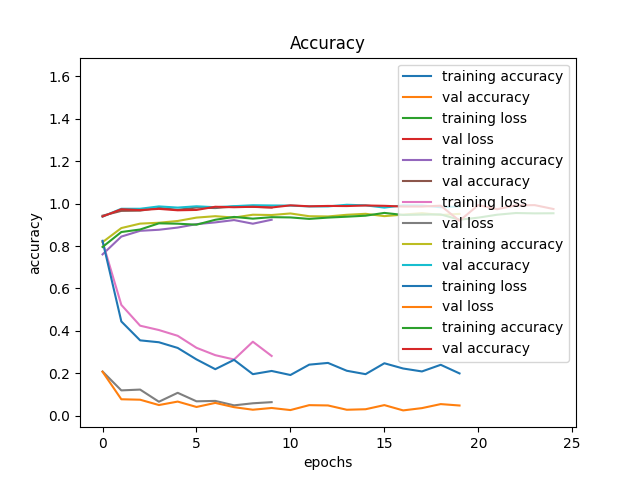 Accuracy
1.6
1.4
1.2
1.0
0.8
0.6
0.4
0.2
0.0
accuracy
training accuracy
val accuracy
training loss
val loss
training accuracy
val accuracy
training loss
val loss
training accuracy
val accuracy
training loss
val loss
training accuracy
val accuracy
0 5 10 15 20 25
epochs